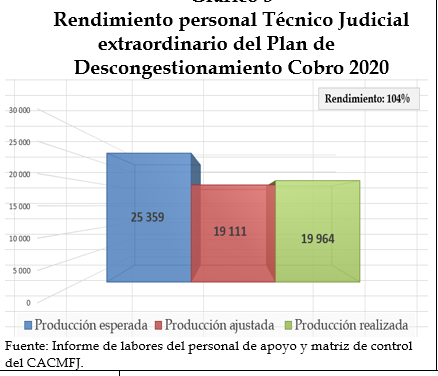 Rendimiento personal Técnico Judicial
extraordinario del Plan de
Descongestionamiento Cobro 2020
Rendimiento: 104%
30 000
25 000
20 000
15 000
10 000
5 000
0
25 359
19 111
19 964
Producción esperada Producción ajustada Producción realizada
Fuente: Informe de labores del personal de apoyo y matriz de control
del CACMFJ.